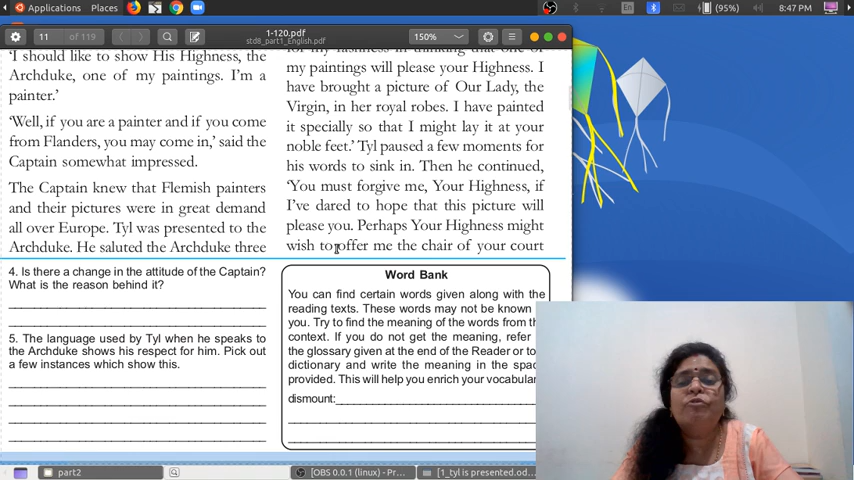 Applications Places En (95%) 8:47 PM
1-120.pdf
11 of 119 std8_part1_English.pdf 150%
'I should like to show His Highness, the
Archduke, one of my paintings. I'm a
painter.'
'Well, if you are a painter and if you come
from Flanders, you may come in,' said the
Captain somewhat impressed.
The Captain knew that Flemish painters
and their pictures were in great demand
all over Europe. Tyl was presented to the
Archduke. He saluted the Archduke three
for my rashness in thinking that one of
my paintings will please your Highness. I
have brought a picture of Our Lady, the
Virgin, in her royal robes. I have painted
it specially so that I might lay it at your
noble feet.' Tyl paused a few moments for
his words to sink in. Then he continued,
'You must forgive me, Your Highness, if
I've dared to hope that this picture will
please you. Perhaps Your Highness might
wish to offer me the chair of your court
4. Is there a change in the attitude of the Captain?
What is the reason behind it?
5. The language used by Tyl when he speaks to
the Archduke shows his respect for him. Pick out
a few instances which show this.
Word Bank
You can find certain words given along with the
reading texts. These words may not be known
you. Try to find the meaning of the words from th
context. If you do not get the meaning, refer
the glossary given at the end of the Reader or to
dictionary and write the meaning in the spac
provided. This will help you enrich your vocabular
dismount:
part2 [OBS 0.0.1 (linux) - Pr... [1_tyl is presented.od...